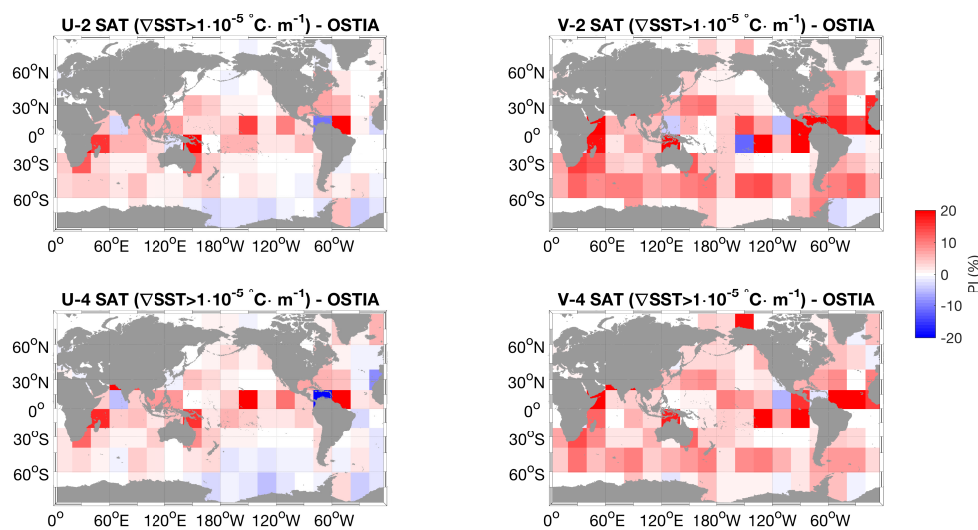 U-2 SAT (∇SST>1·10⁻⁵ °C· m⁻¹) - OSTIA
60°N
30°N
0°
30°S
60°S
0° 60°E 120°E 180°W 120°W 60°W
V-2 SAT (∇SST>1·10⁻⁵ °C· m⁻¹) - OSTIA
60°N
30°N
0°
30°S
60°S
0° 60°E 120°E 180°W 120°W 60°W
U-4 SAT (∇SST>1·10⁻⁵ °C· m⁻¹) - OSTIA
60°N
30°N
0°
30°S
60°S
0° 60°E 120°E 180°W 120°W 60°W
V-4 SAT (∇SST>1·10⁻⁵ °C· m⁻¹) - OSTIA
60°N
30°N
0°
30°S
60°S
0° 60°E 120°E 180°W 120°W 60°W
20
10
0
-10
-20
PI (%)